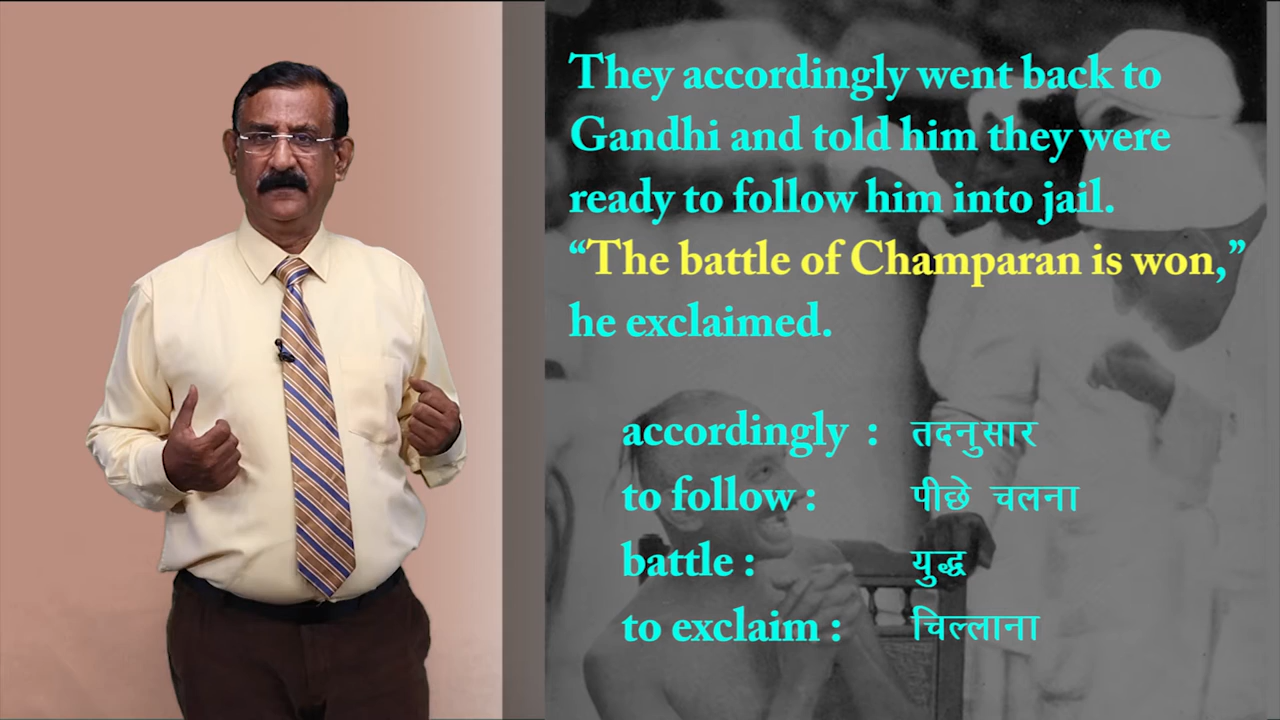 They accordingly went back to
Gandhi and told him they were
ready to follow him into jail.
“The battle of Champaran is won,”
he exclaimed.
accordingly : तदनुसार
to follow : पीछे चलना
battle : युद्ध
to exclaim : चिल्लाना